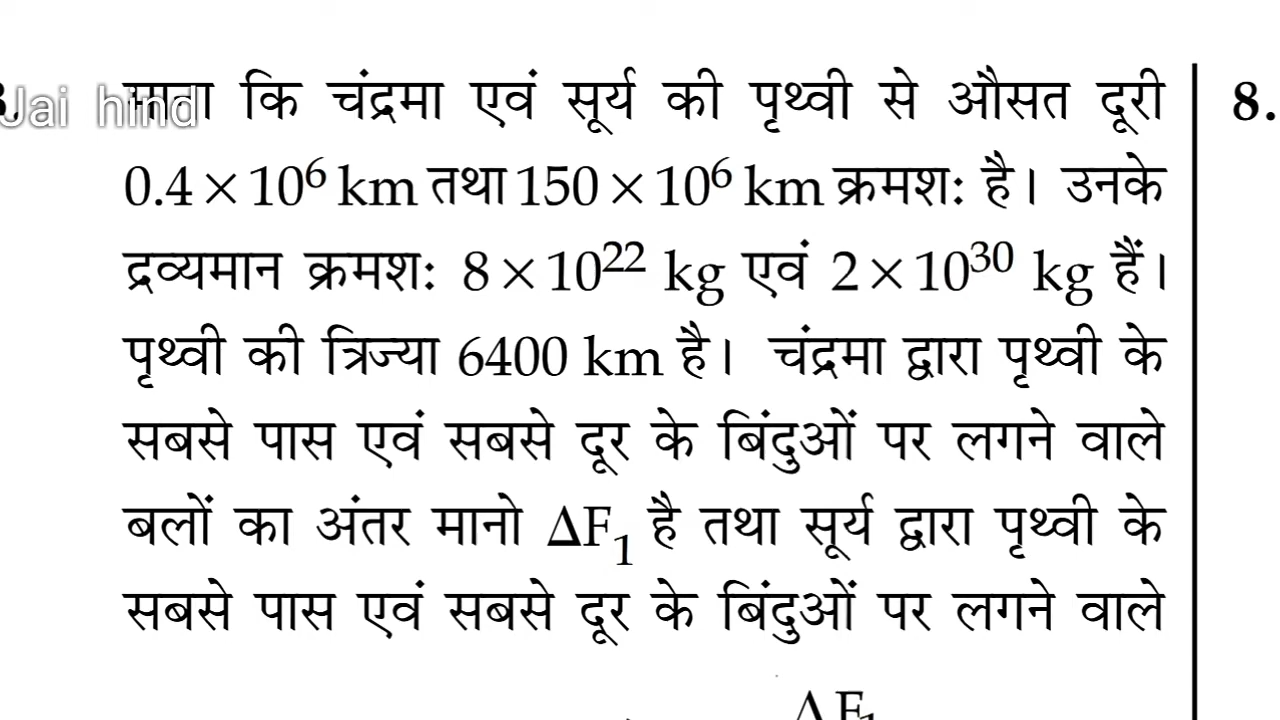 Jai hind
कि चंद्रमा एवं सूर्य की पृथ्वी से औसत दूरी
0.4 × 10⁶ km तथा 150 × 10⁶ km क्रमशः है। उनके
द्रव्यमान क्रमशः 8 × 10²² kg एवं 2 × 10³⁰ kg हैं।
पृथ्वी की त्रिज्या 6400 km है। चंद्रमा द्वारा पृथ्वी के
सबसे पास एवं सबसे दूर के बिंदुओं पर लगने वाले
बलों का अंतर मानो ΔF₁ है तथा सूर्य द्वारा पृथ्वी के
सबसे पास एवं सबसे दूर के बिंदुओं पर लगने वाले
ΔF₁
8.